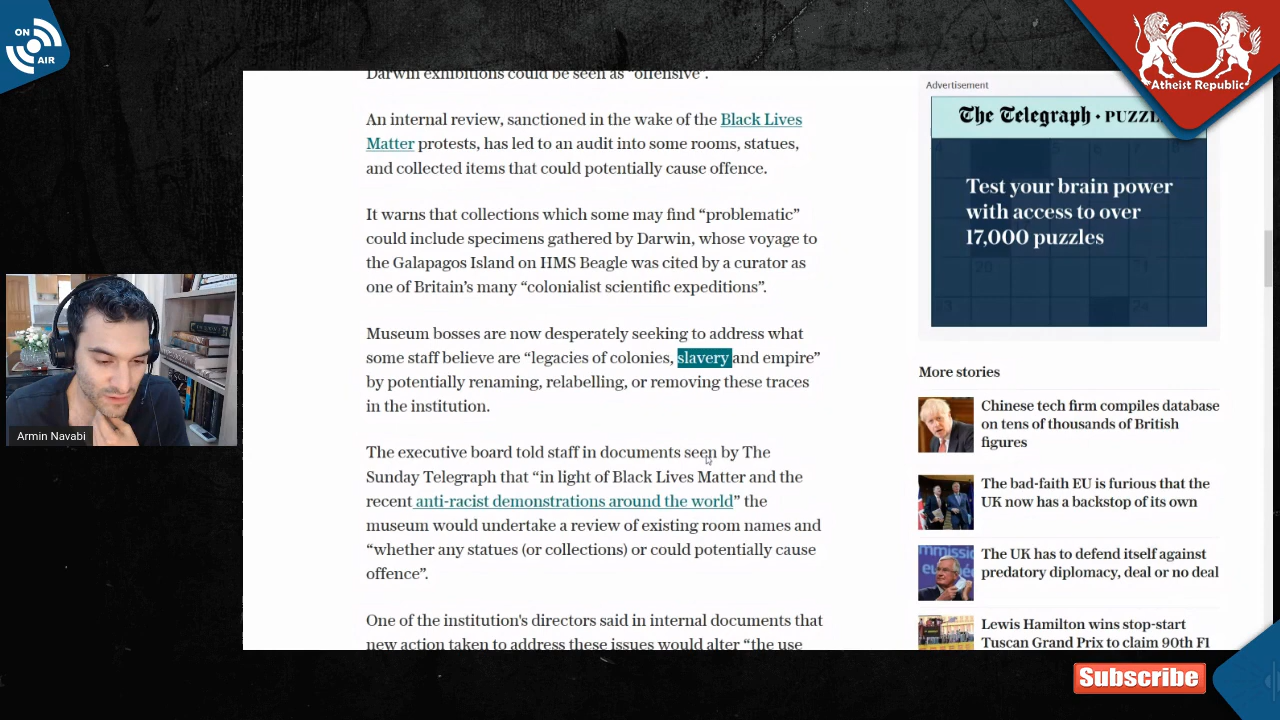 ON
AIR
Atheist Republic
Darwin exhibitions could be seen as “offensive”.
An internal review, sanctioned in the wake of the Black Lives
Matter protests, has led to an audit into some rooms, statues,
and collected items that could potentially cause offence.
It warns that collections which some may find “problematic”
could include specimens gathered by Darwin, whose voyage to
the Galapagos Island on HMS Beagle was cited by a curator as
one of Britain’s many “colonialist scientific expeditions”.
Museum bosses are now desperately seeking to address what
some staff believe are “legacies of colonies, slavery and empire”
by potentially renaming, relabelling, or removing these traces
in the institution.
The executive board told staff in documents seen by The
Sunday Telegraph that “in light of Black Lives Matter and the
recent anti-racist demonstrations around the world” the
museum would undertake a review of existing room names and
“whether any statues (or collections) or could potentially cause
offence”.
One of the institution's directors said in internal documents that
new action taken to address these issues would alter “the use
Advertisement
The Telegraph • PUZZL
Test your brain power
with access to over
17,000 puzzles
More stories
Chinese tech firm compiles database
on tens of thousands of British
figures
The bad-faith EU is furious that the
UK now has a backstop of its own
The UK has to defend itself against
predatory diplomacy, deal or no deal
Lewis Hamilton wins stop-start
Tuscan Grand Prix to claim 90th F1
Armin Navabi
Subscribe